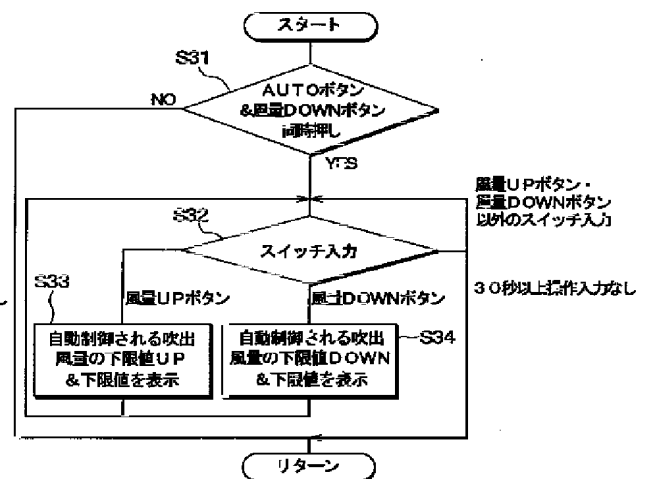 スタート
S31
AUTOボタン
&風量DOWNボタン
同時押し
NO
YES
風量UPボタン・
風量DOWNボタン
以外のスイッチ入力
S32
スイッチ入力
30秒以上操作入力なし
S33
風量UPボタン
風量DOWNボタン
自動制御される吹出
風量の下限値UP
&下限値を表示
自動制御される吹出
風量の下限値DOWN
&下限値を表示
S34
リターン